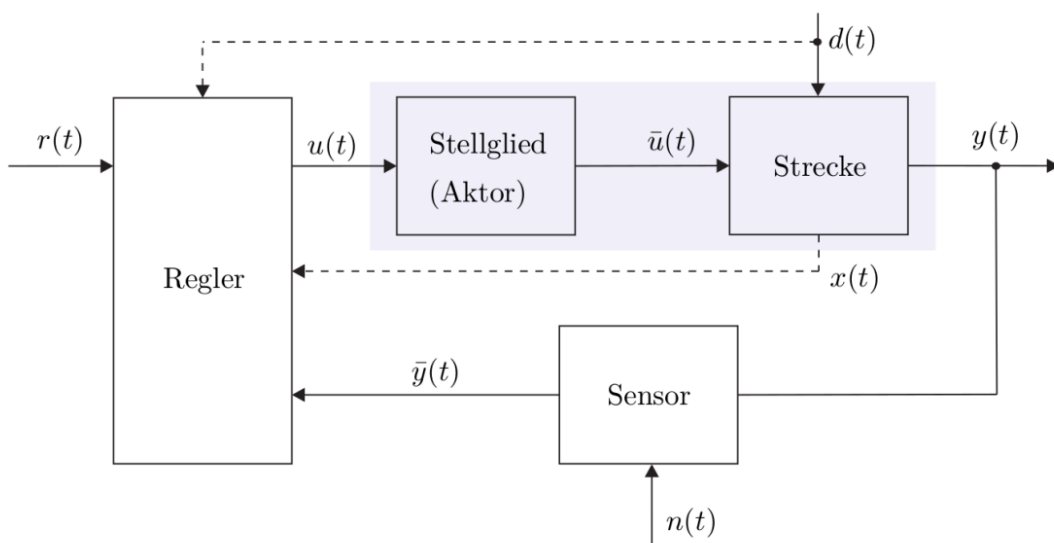 d(t)
r(t)
u(t)
Stellglied
(Aktor)
ū(t)
Strecke
y(t)
Regler
x(t)
ȳ(t)
Sensor
n(t)